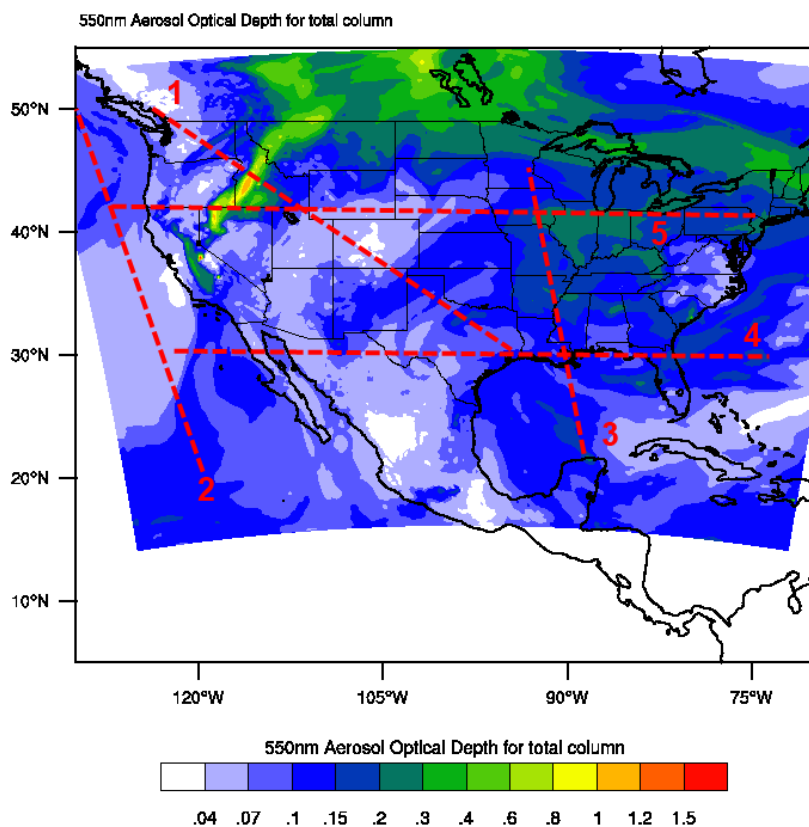 550nm Aerosol Optical Depth for total column
50°N
40°N
30°N
20°N
10°N
1
5
4
3
2
120°W 105°W 90°W 75°W
550nm Aerosol Optical Depth for total column
.04 .07 .1 .15 .2 .3 .4 .6 .8 1 1.2 1.5